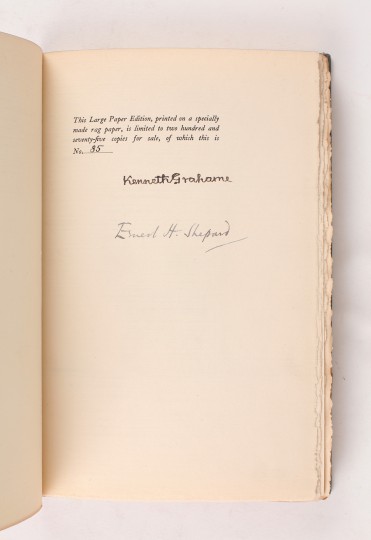 This Large Paper Edition, printed on a specially
made rag paper, is limited to two hundred and
seventy-five copies for sale, of which this is
No. 85
Kenneth Grahame
Ernest H. Shepard